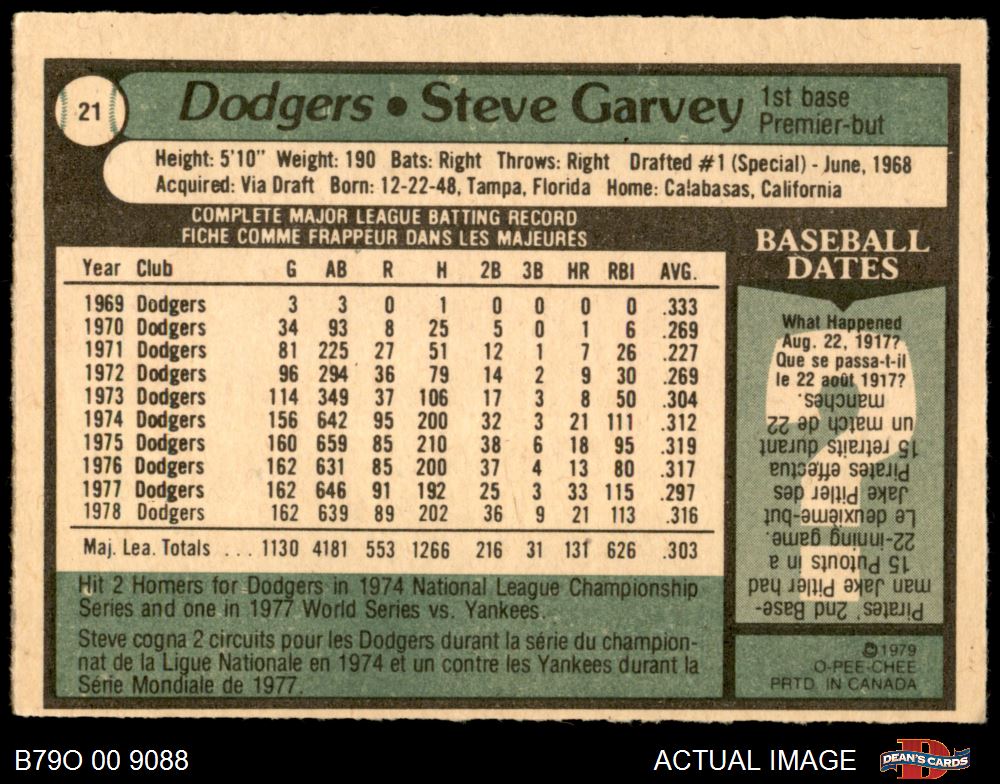 21
Dodgers • Steve Garvey
1st base
Premier-but
Height: 5'10" Weight: 190 Bats: Right Throws: Right Drafted #1 (Special) - June, 1968
Acquired: Via Draft Born: 12-22-48, Tampa, Florida Home: Calabasas, California
COMPLETE MAJOR LEAGUE BATTING RECORD
FICHE COMME FRAPPEUR DANS LES MAJEURES
Year Club G AB R H 2B 3B HR RBI AVG.
1969 Dodgers 3 3 0 1 0 0 0 0 .333
1970 Dodgers 34 93 8 25 5 0 1 6 .269
1971 Dodgers 81 225 27 51 12 1 7 26 .227
1972 Dodgers 96 294 36 79 14 2 9 30 .269
1973 Dodgers 114 349 37 106 17 3 8 50 .304
1974 Dodgers 156 642 95 200 32 3 21 111 .312
1975 Dodgers 160 659 85 210 38 6 18 95 .319
1976 Dodgers 162 631 85 200 37 4 13 80 .317
1977 Dodgers 162 646 91 192 25 3 33 115 .297
1978 Dodgers 162 639 89 202 36 9 21 113 .316
Maj. Lea. Totals ... 1130 4181 553 1266 216 31 131 626 .303
Hit 2 Homers for Dodgers in 1974 National League Championship
Series and one in 1977 World Series vs. Yankees.
Steve cogna 2 circuits pour les Dodgers durant la série du champion-
nat de la Ligue Nationale en 1974 et un contre les Yankees durant la
Série Mondiale de 1977.
BASEBALL
DATES
What Happened
Aug. 22, 1917?
Que se passa-t-il
le 22 août 1917?
Pirates' 2nd Base-
man Jake Pitler had
15 Putouts in a
22-inning game.
Le deuxième-but
Jake Pitler des
Pirates effectua
15 retraits durant
un match de 22
manches.
©1979
O-PEE-CHEE
PRTD. IN CANADA
B79O 00 9088
ACTUAL IMAGE
D
DEAN'S CARDS